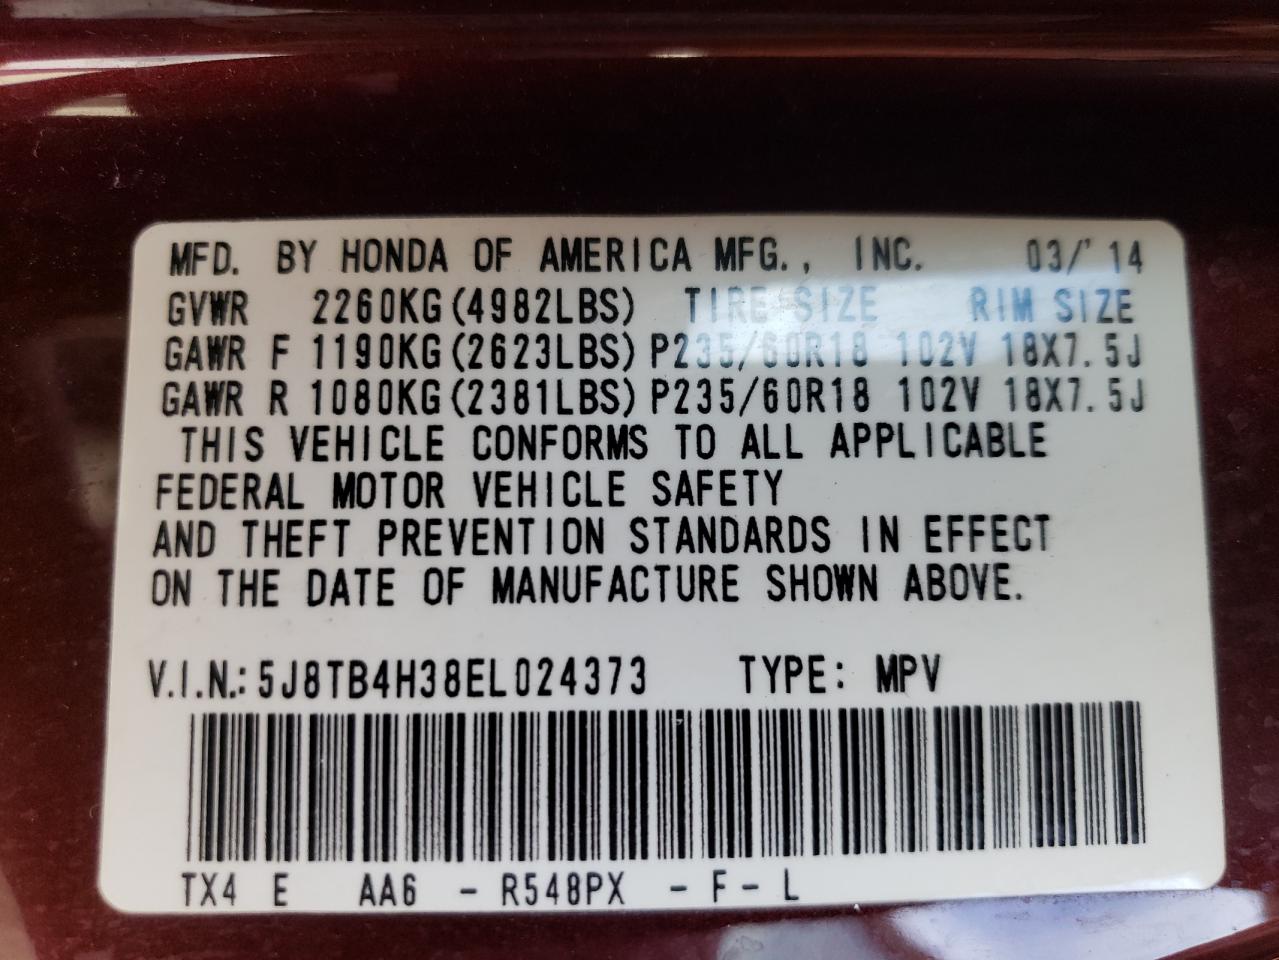 MFD. BY HONDA OF AMERICA MFG., INC. 03/'14
GVWR 2260KG(4982LBS) TIRE SIZE RIM SIZE
GAWR F 1190KG(2623LBS) P235/60R18 102V 18X7.5J
GAWR R 1080KG(2381LBS) P235/60R18 102V 18X7.5J
THIS VEHICLE CONFORMS TO ALL APPLICABLE
FEDERAL MOTOR VEHICLE SAFETY
AND THEFT PREVENTION STANDARDS IN EFFECT
ON THE DATE OF MANUFACTURE SHOWN ABOVE.
V.I.N.: 5J8TB4H38EL024373 TYPE: MPV
TX4 E AA6 - R548PX - F - L